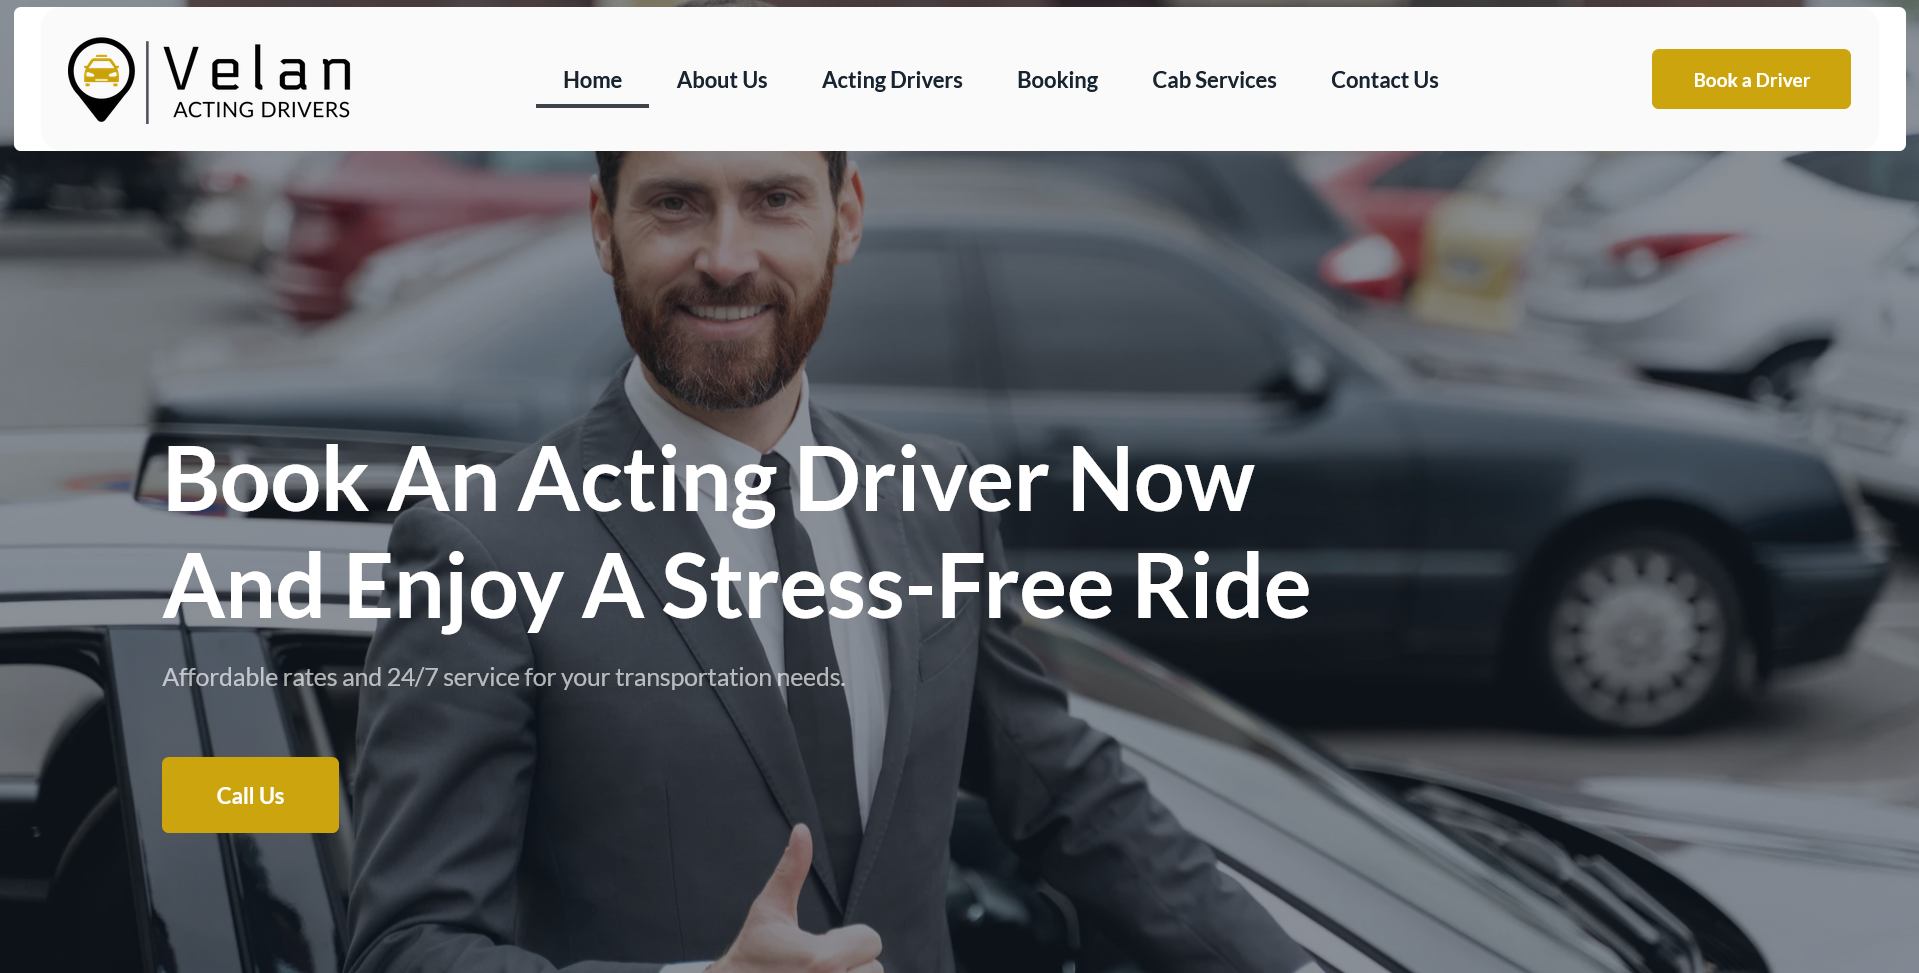 Velan
ACTING DRIVERS
Home
About Us
Acting Drivers
Booking
Cab Services
Contact Us
Book a Driver
Book An Acting Driver Now
And Enjoy A Stress-Free Ride
Affordable rates and 24/7 service for your transportation needs.
Call Us